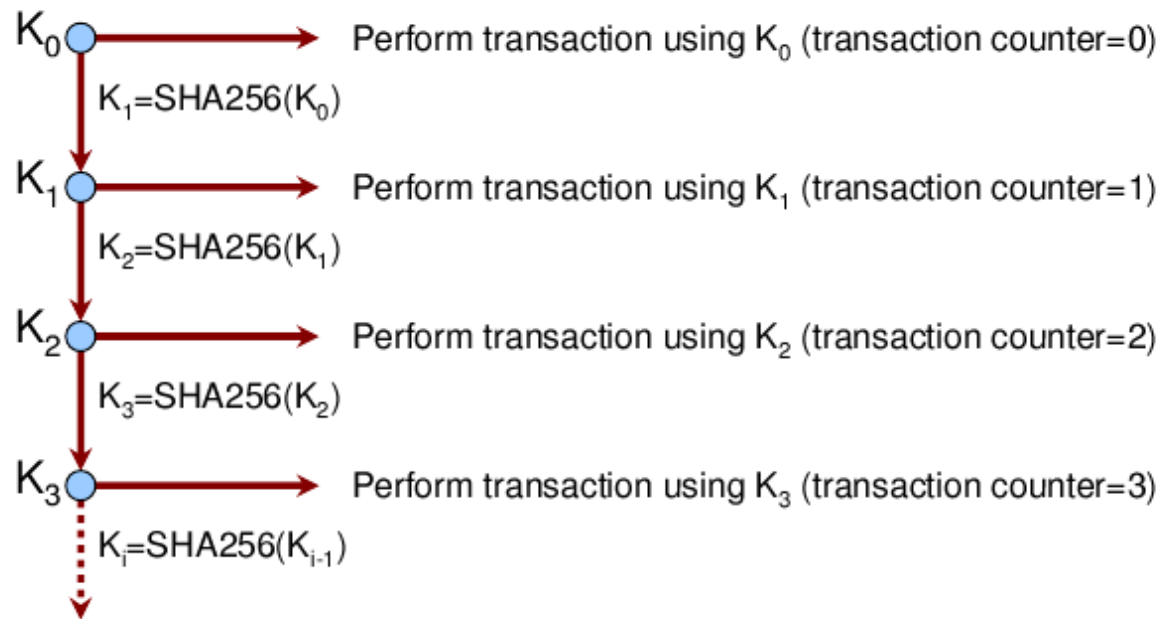 K₀ Perform transaction using K₀ (transaction counter=0)
K₁=SHA256(K₀)
K₁ Perform transaction using K₁ (transaction counter=1)
K₂=SHA256(K₁)
K₂ Perform transaction using K₂ (transaction counter=2)
K₃=SHA256(K₂)
K₃ Perform transaction using K₃ (transaction counter=3)
Kᵢ=SHA256(Kᵢ₋₁)